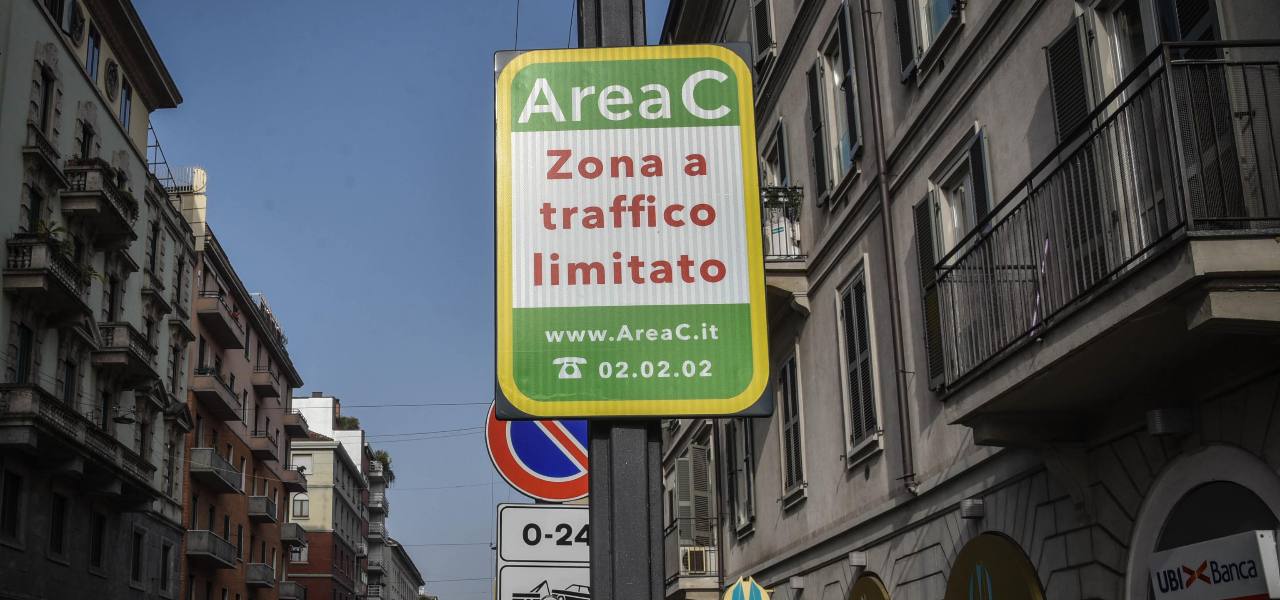 AreaC
Zona a
traffico
limitato
www.AreaC.it
02.02.02
0-24
UBI Banca